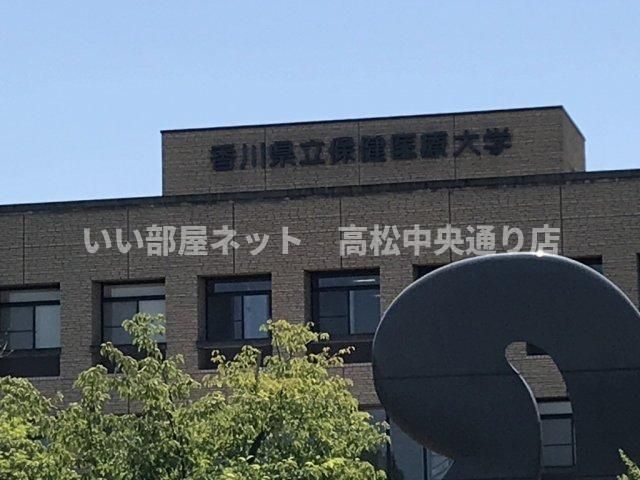 香川県立保健医療大学
いい部屋ネット　高松中央通り店